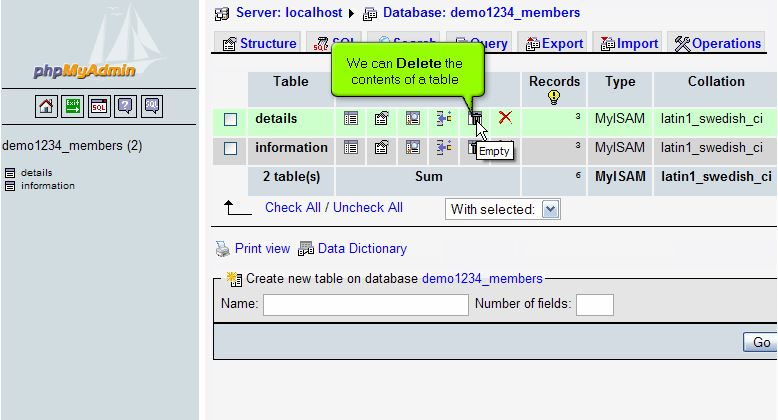 phpMyAdmin
SQL
demo1234_members (2)
details
information
Server: localhost Database: demo1234_members
Structure SQL Search Query Export Import Operations
We can Delete the
contents of a table
Table Records Type Collation
details 3 MyISAM latin1_swedish_ci
Empty
information 3 MyISAM latin1_swedish_ci
2 table(s) Sum 6 MyISAM latin1_swedish_ci
Check All / Uncheck All With selected:
Print view Data Dictionary
Create new table on database demo1234_members
Name: Number of fields:
Go